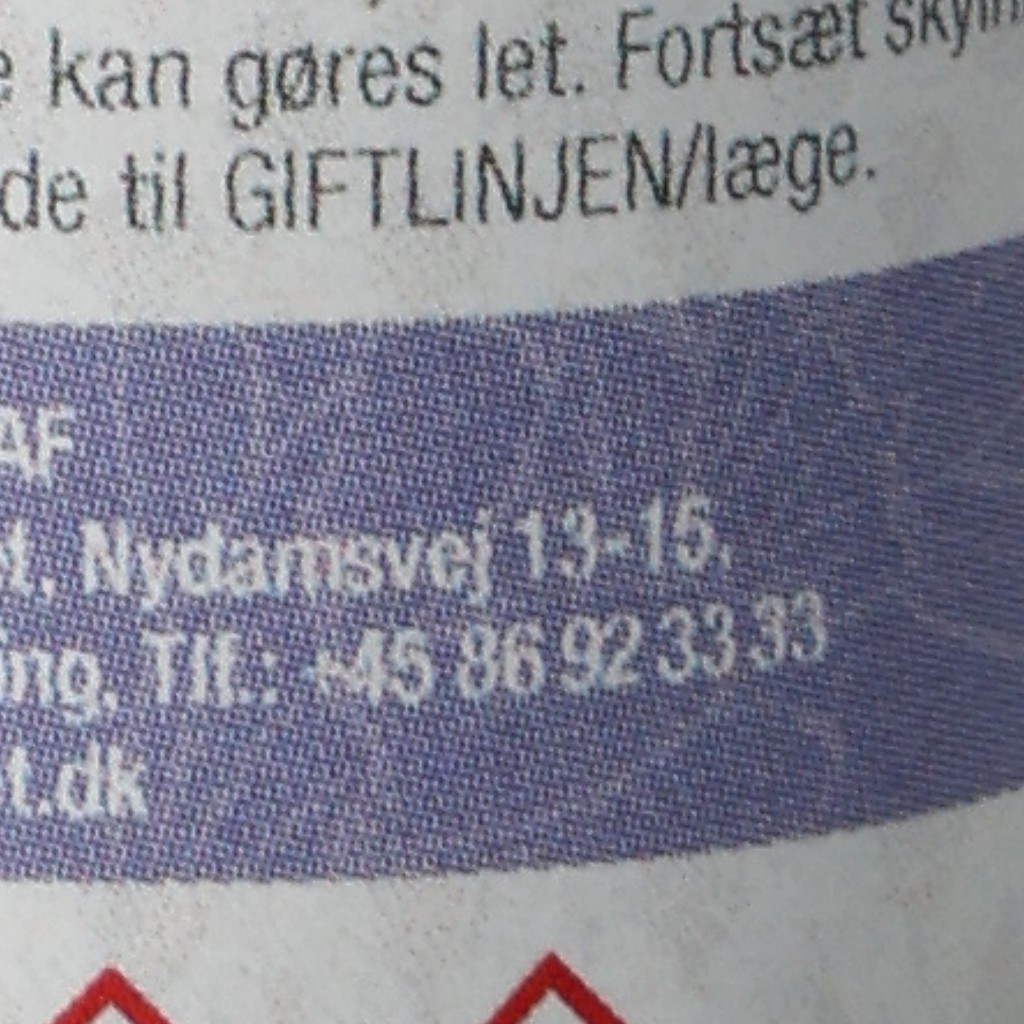 kan gøres let. Fortsæt
de til GIFTLINJEN/læge.
AF
Nydamsvej 13-15,
Tlf.: +45 86 92 33 33
t.dk